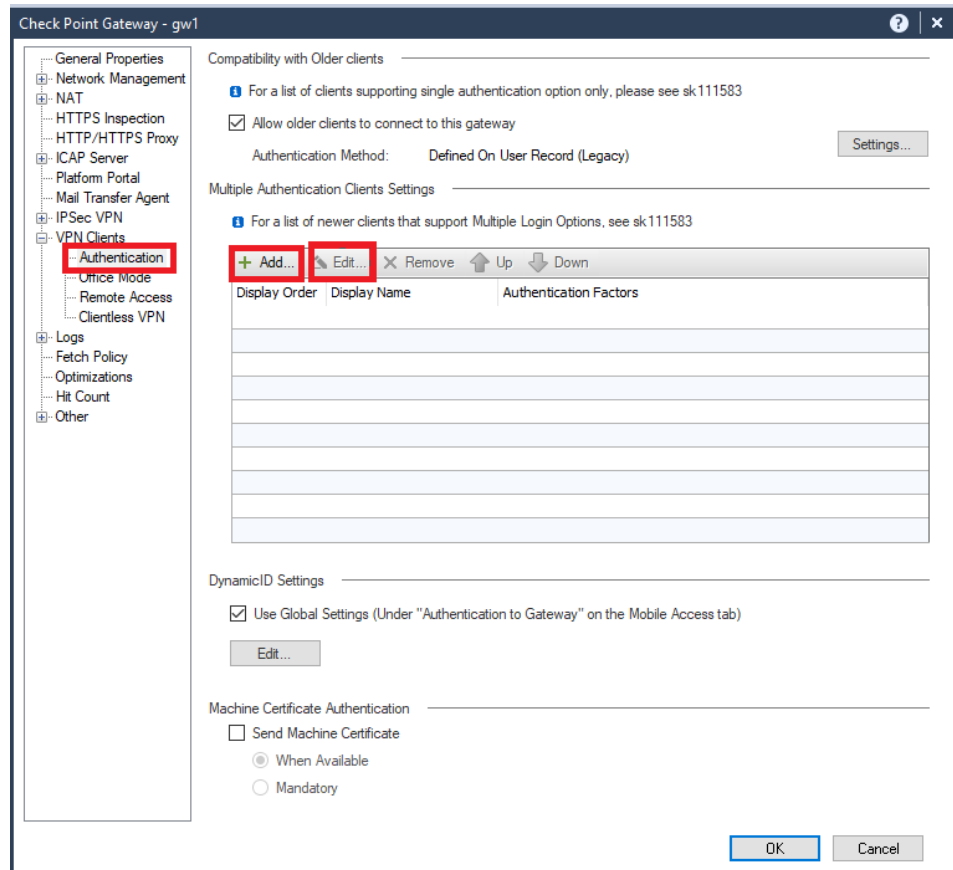 Check Point Gateway - gw1
General Properties
Network Management
NAT
HTTPS Inspection
HTTP/HTTPS Proxy
ICAP Server
Platform Portal
Mail Transfer Agent
IPSec VPN
VPN Clients
Authentication
Office Mode
Remote Access
Clientless VPN
Logs
Fetch Policy
Optimizations
Hit Count
Other
Compatibility with Older clients
For a list of clients supporting single authentication option only, please see sk111583
Allow older clients to connect to this gateway
Authentication Method: Defined On User Record (Legacy)
Settings...
Multiple Authentication Clients Settings
For a list of newer clients that support Multiple Login Options, see sk111583
Add... Edit... Remove Up Down
Display Order Display Name Authentication Factors
DynamicID Settings
Use Global Settings (Under "Authentication to Gateway" on the Mobile Access tab)
Edit...
Machine Certificate Authentication
Send Machine Certificate
When Available
Mandatory
OK Cancel